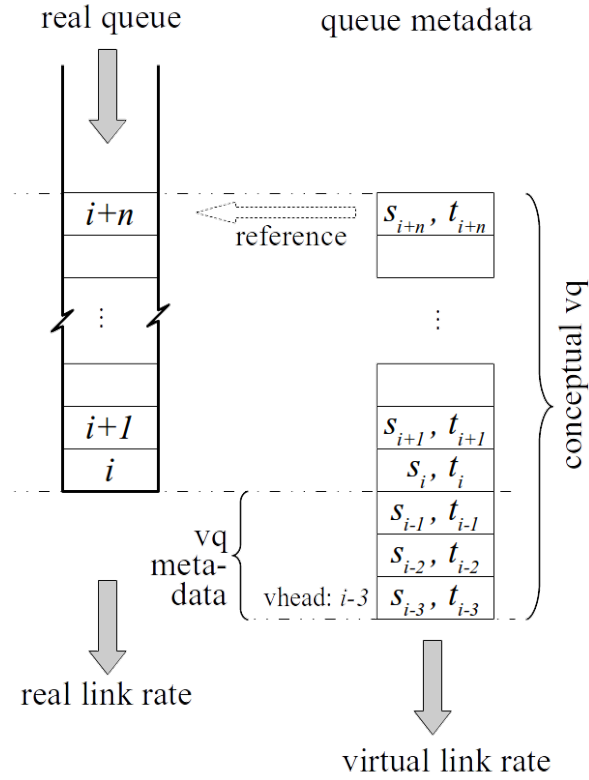 real queue
queue metadata
i+n
s_{i+n}, t_{i+n}
reference
⋮
⋮
conceptual vq
i+1
s_{i+1}, t_{i+1}
i
s_i, t_i
s_{i-1}, t_{i-1}
vq
meta-
data
s_{i-2}, t_{i-2}
vhead: i-3
s_{i-3}, t_{i-3}
real link rate
virtual link rate